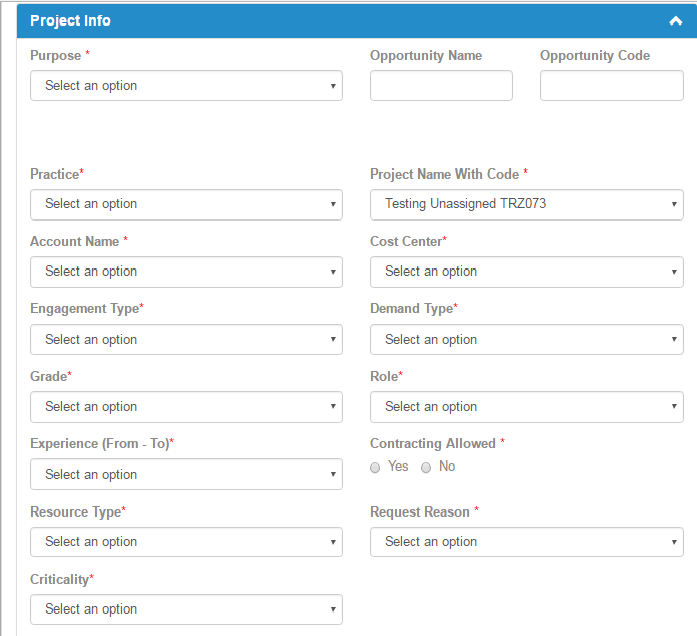 Project Info
Purpose *
Opportunity Name
Opportunity Code
Select an option
Practice*
Project Name With Code *
Select an option
Testing Unassigned TRZ073
Account Name *
Cost Center*
Select an option
Select an option
Engagement Type*
Demand Type*
Select an option
Select an option
Grade*
Role*
Select an option
Select an option
Experience (From - To)*
Contracting Allowed *
Select an option
Yes No
Resource Type*
Request Reason *
Select an option
Select an option
Criticality*
Select an option